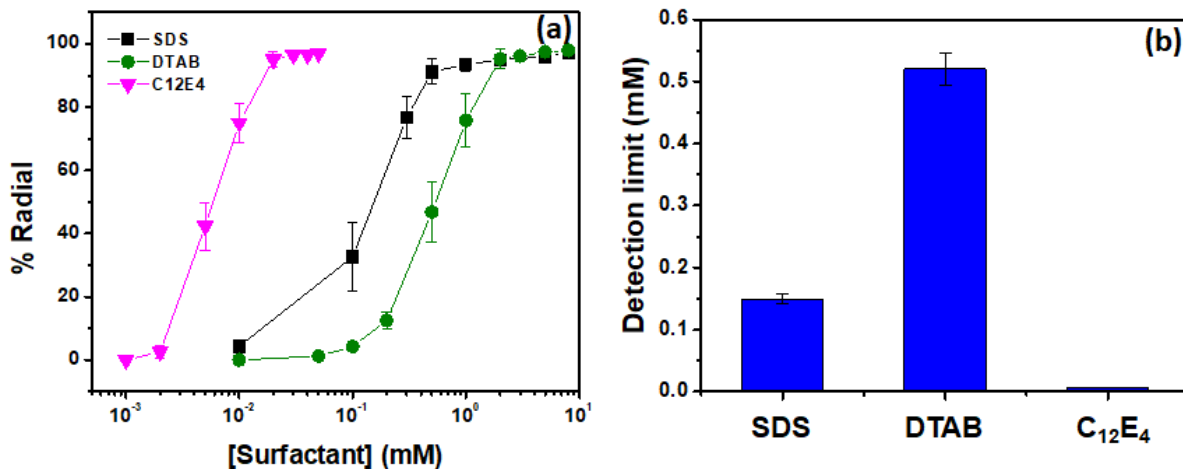 (a)
SDS
DTAB
C12E4
100
80
60
40
20
0
% Radial
10⁻³
10⁻²
10⁻¹
10⁰
10¹
[Surfactant] (mM)
(b)
0.6
0.5
0.4
0.3
0.2
0.1
0.0
Detection limit (mM)
SDS
DTAB
C₁₂E₄